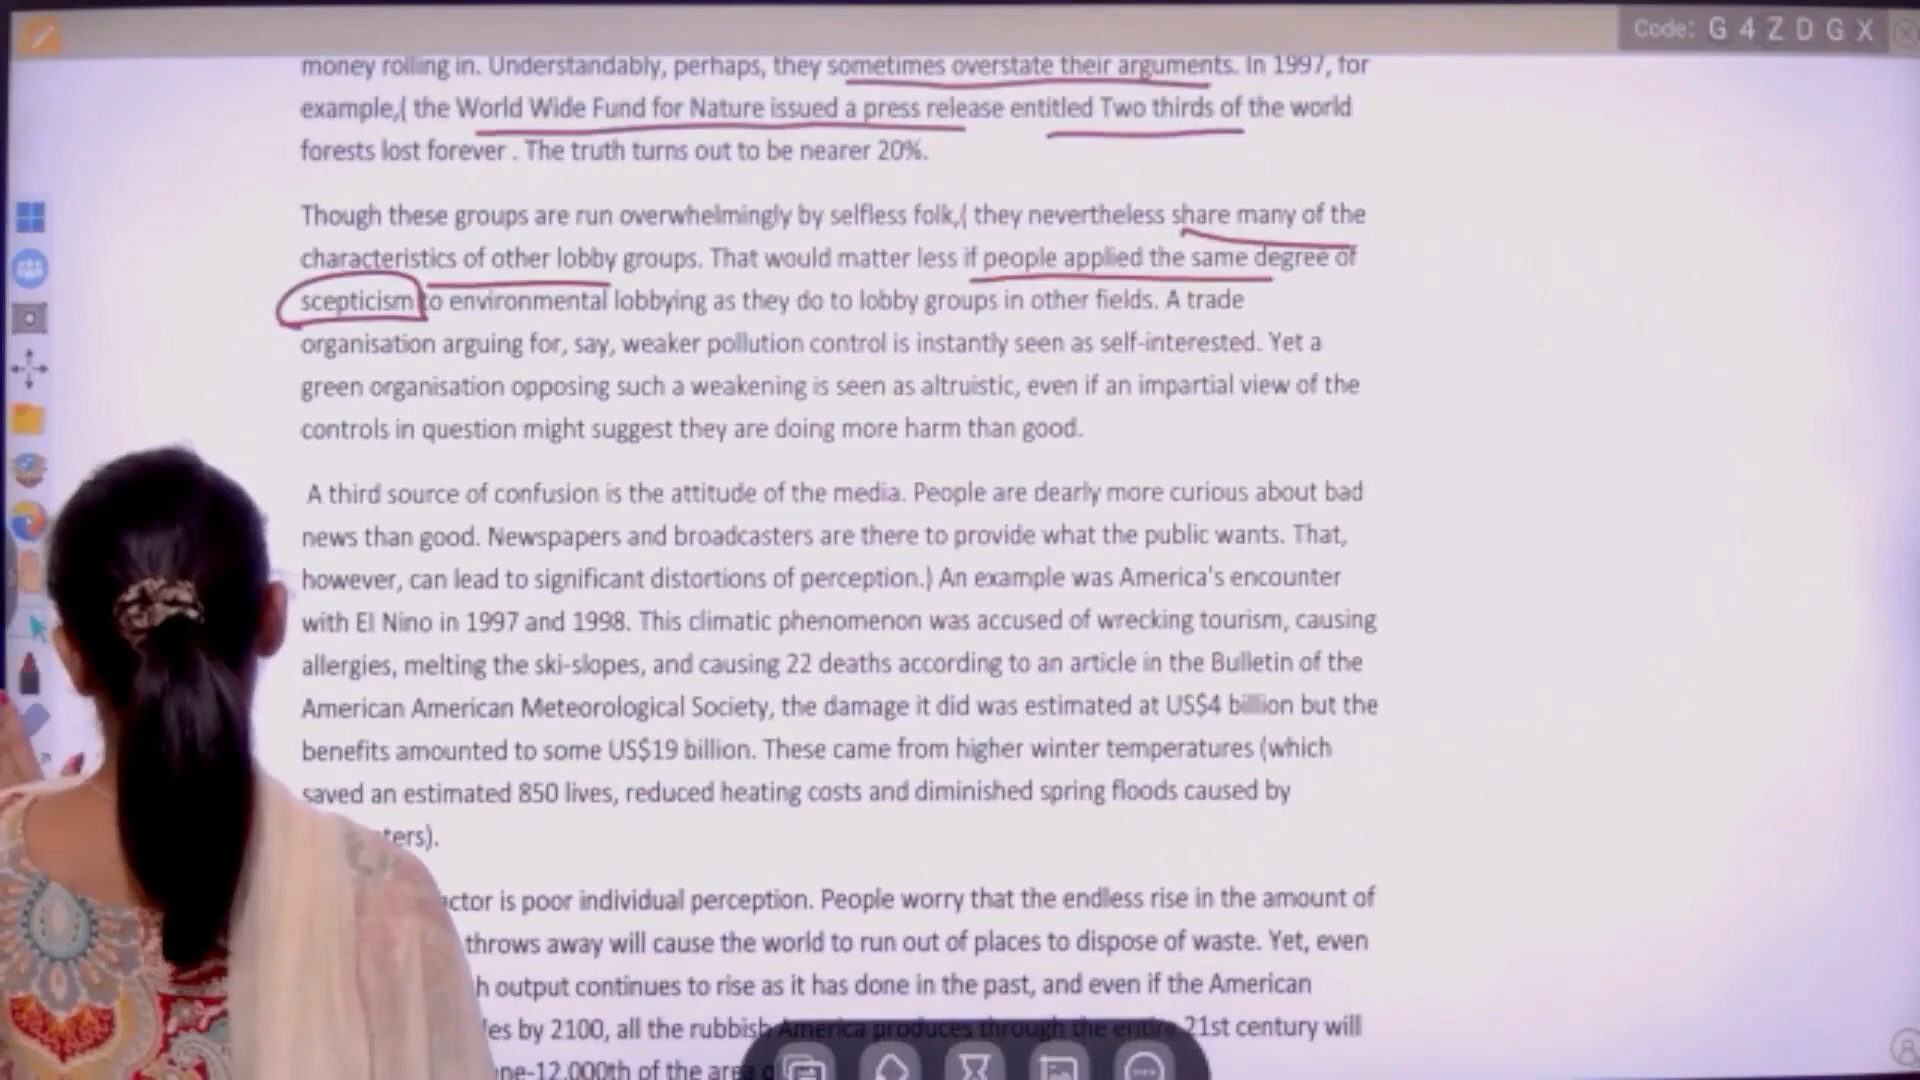 Code: G 4 Z D G X
money rolling in. Understandably, perhaps, they sometimes overstate their arguments. In 1997, for
example,( the World Wide Fund for Nature issued a press release entitled Two thirds of the world
forests lost forever . The truth turns out to be nearer 20%.
Though these groups are run overwhelmingly by selfless folk,( they nevertheless share many of the
characteristics of other lobby groups. That would matter less if people applied the same degree of
scepticism to environmental lobbying as they do to lobby groups in other fields. A trade
organisation arguing for, say, weaker pollution control is instantly seen as self-interested. Yet a
green organisation opposing such a weakening is seen as altruistic, even if an impartial view of the
controls in question might suggest they are doing more harm than good.
A third source of confusion is the attitude of the media. People are dearly more curious about bad
news than good. Newspapers and broadcasters are there to provide what the public wants. That,
however, can lead to significant distortions of perception.) An example was America's encounter
with El Nino in 1997 and 1998. This climatic phenomenon was accused of wrecking tourism, causing
allergies, melting the ski-slopes, and causing 22 deaths according to an article in the Bulletin of the
American American Meteorological Society, the damage it did was estimated at US$4 billion but the
benefits amounted to some US$19 billion. These came from higher winter temperatures (which
saved an estimated 850 lives, reduced heating costs and diminished spring floods caused by
ters).
ctor is poor individual perception. People worry that the endless rise in the amount of
throws away will cause the world to run out of places to dispose of waste. Yet, even
h output continues to rise as it has done in the past, and even if the American
les by 2100, all the rubbish America produces through the entire 21st century will
ne-12,000th of the area